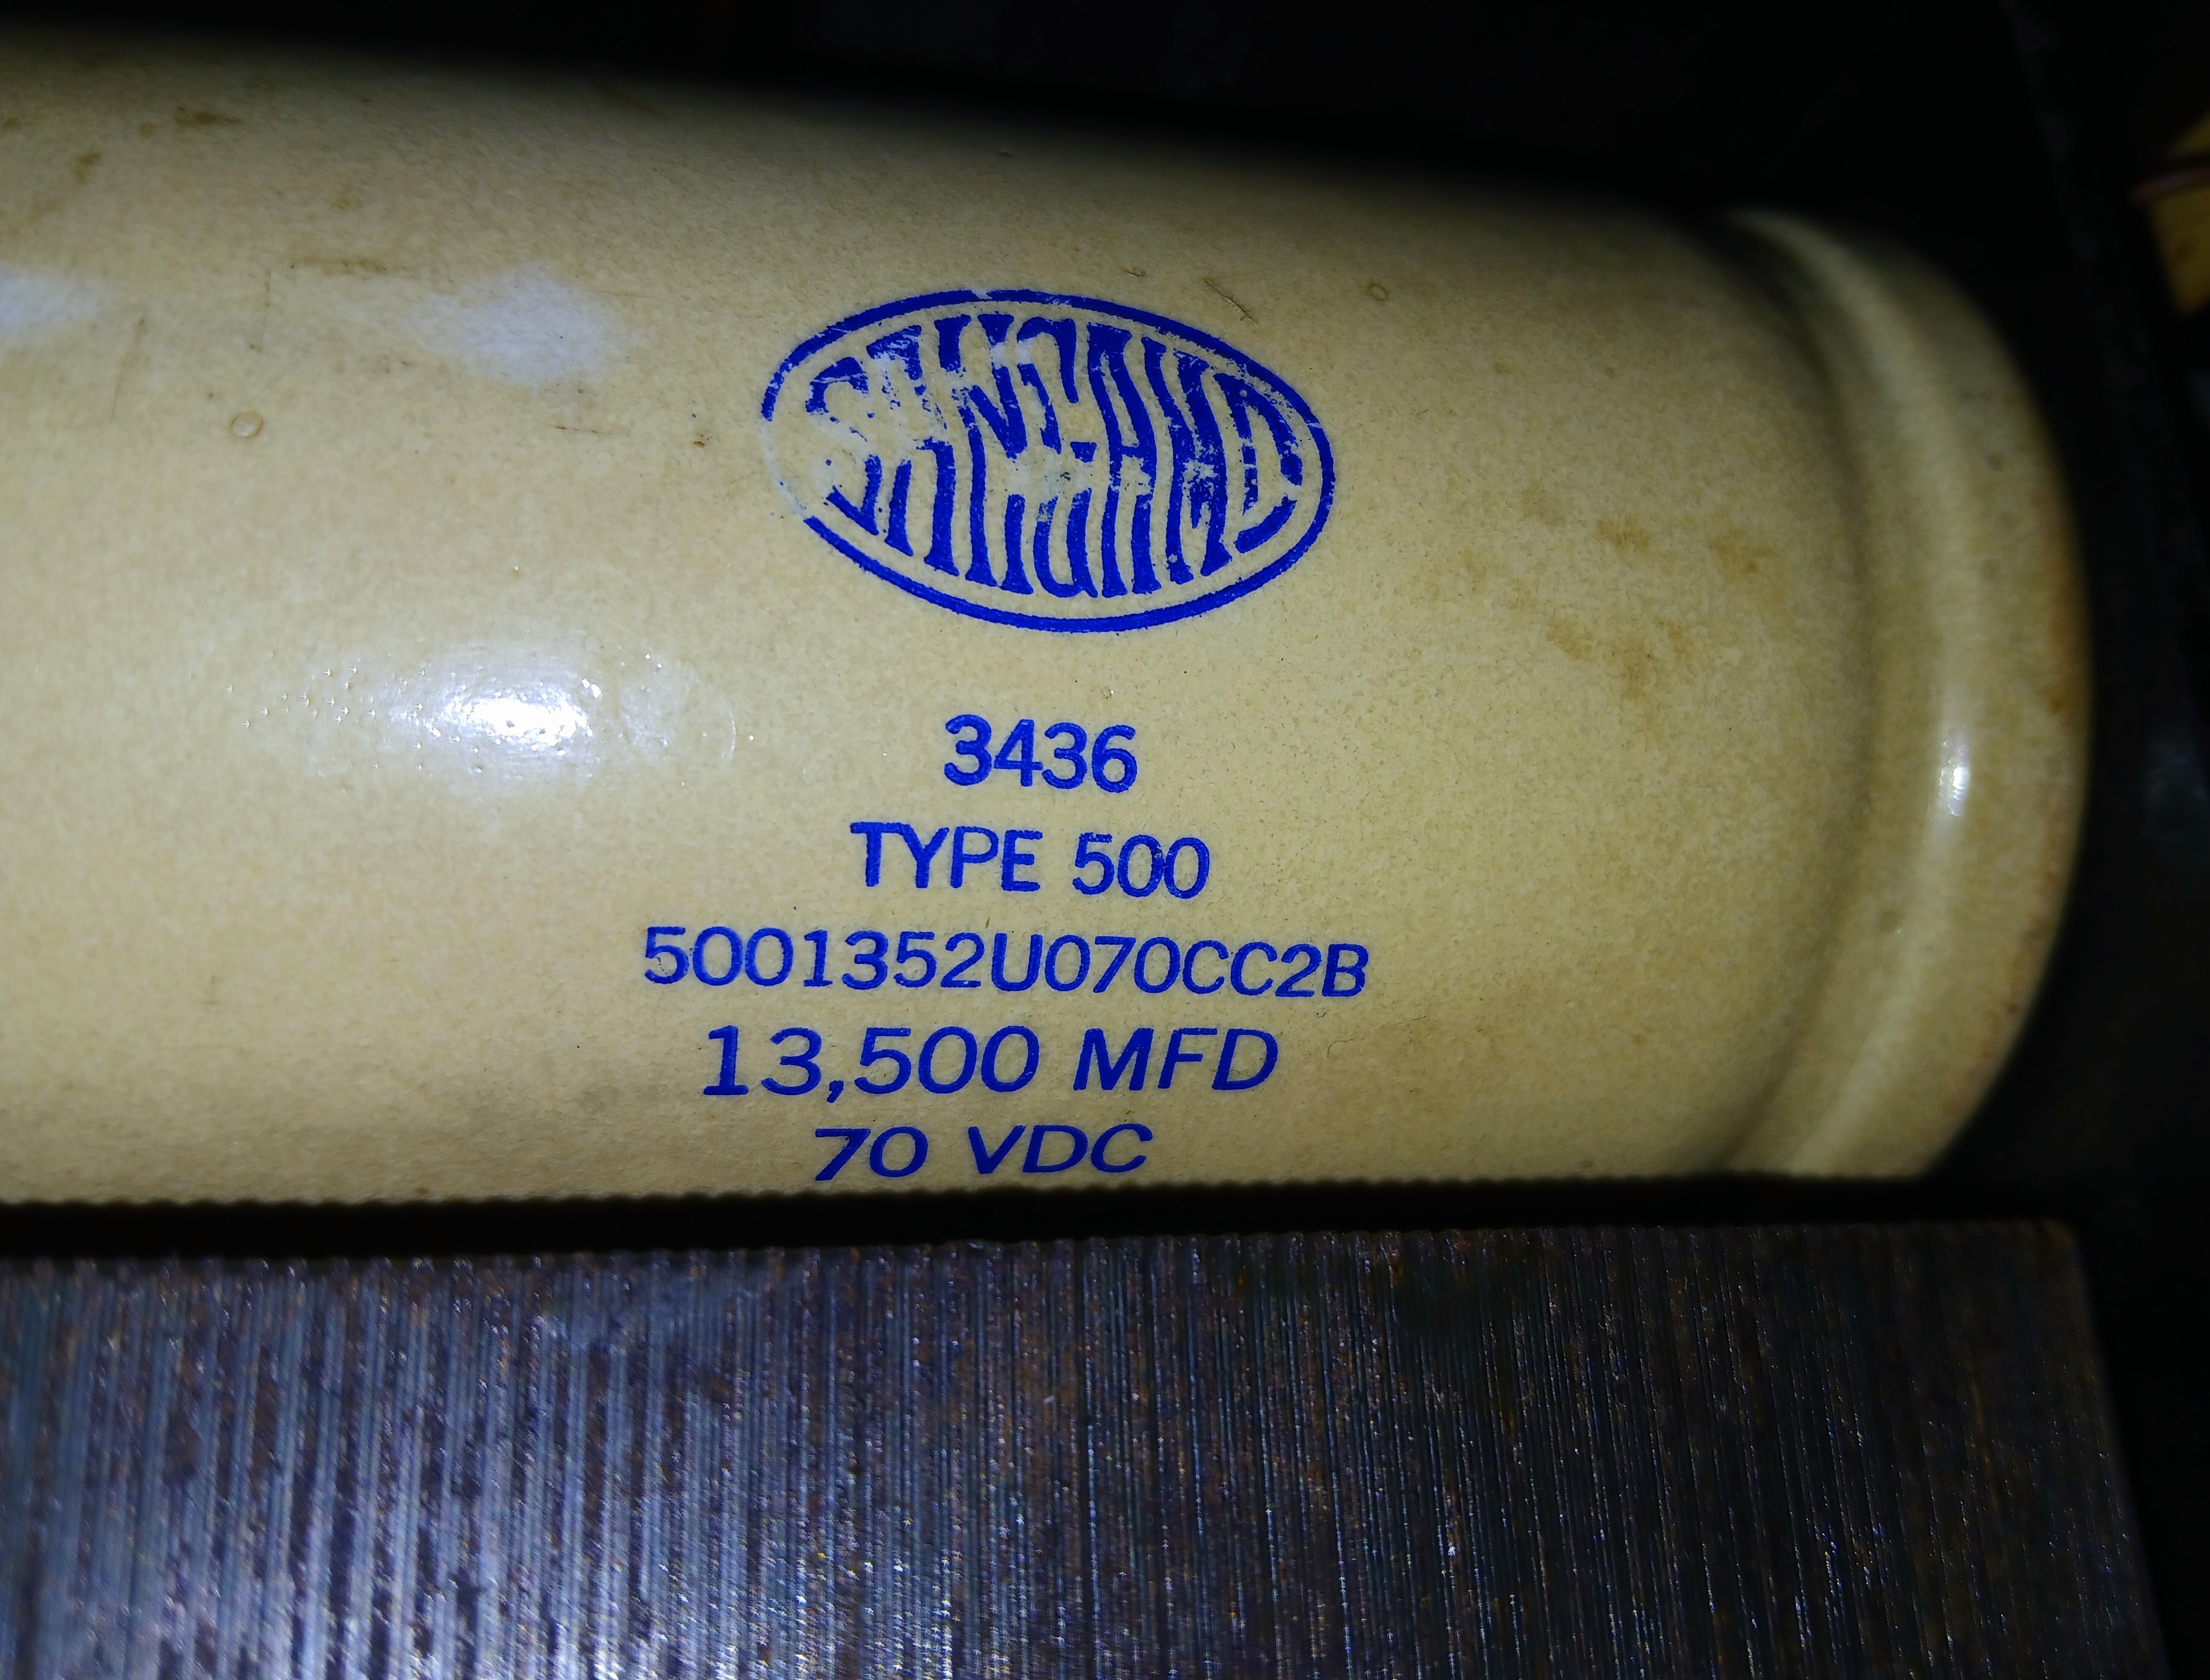 SANGAMO
3436
TYPE 500
5001352U070CC2B
13,500 MFD
70 VDC